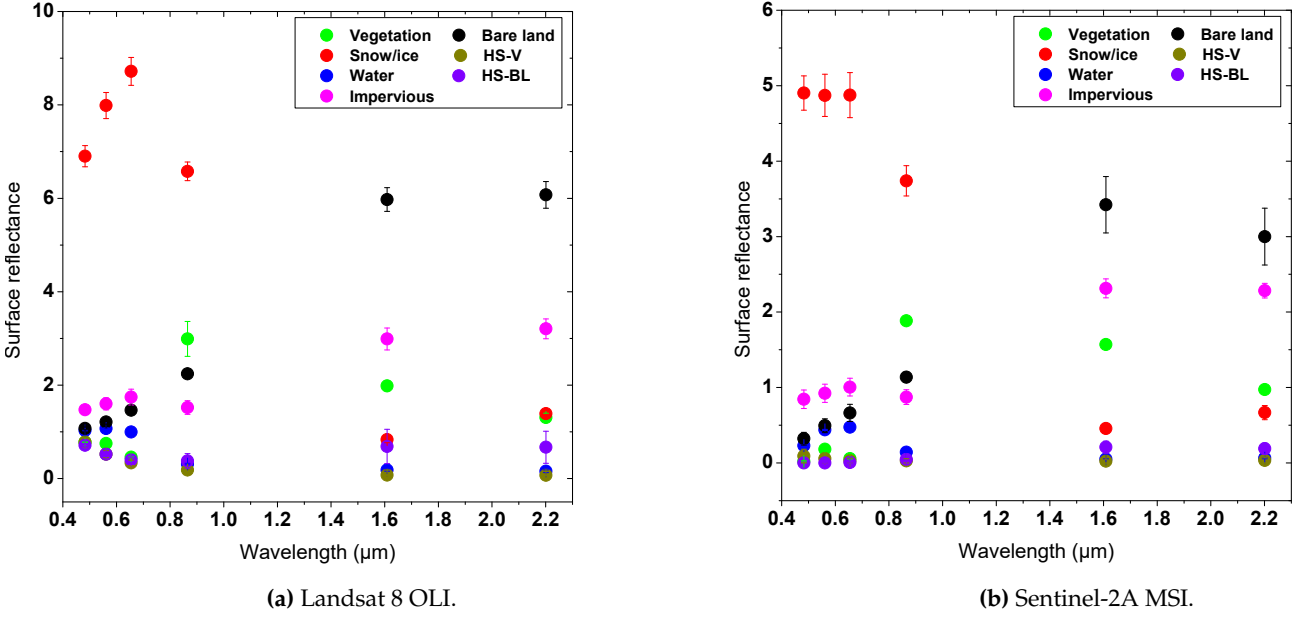 10
8
6
4
2
0
Surface reflectance
Vegetation
Snow/ice
Water
Impervious
Bare land
HS-V
HS-BL
0.4 0.6 0.8 1.0 1.2 1.4 1.6 1.8 2.0 2.2
Wavelength (µm)
(a) Landsat 8 OLI.
6
5
4
3
2
1
0
Surface reflectance
Vegetation
Snow/ice
Water
Impervious
Bare land
HS-V
HS-BL
0.4 0.6 0.8 1.0 1.2 1.4 1.6 1.8 2.0 2.2
Wavelength (µm)
(b) Sentinel-2A MSI.